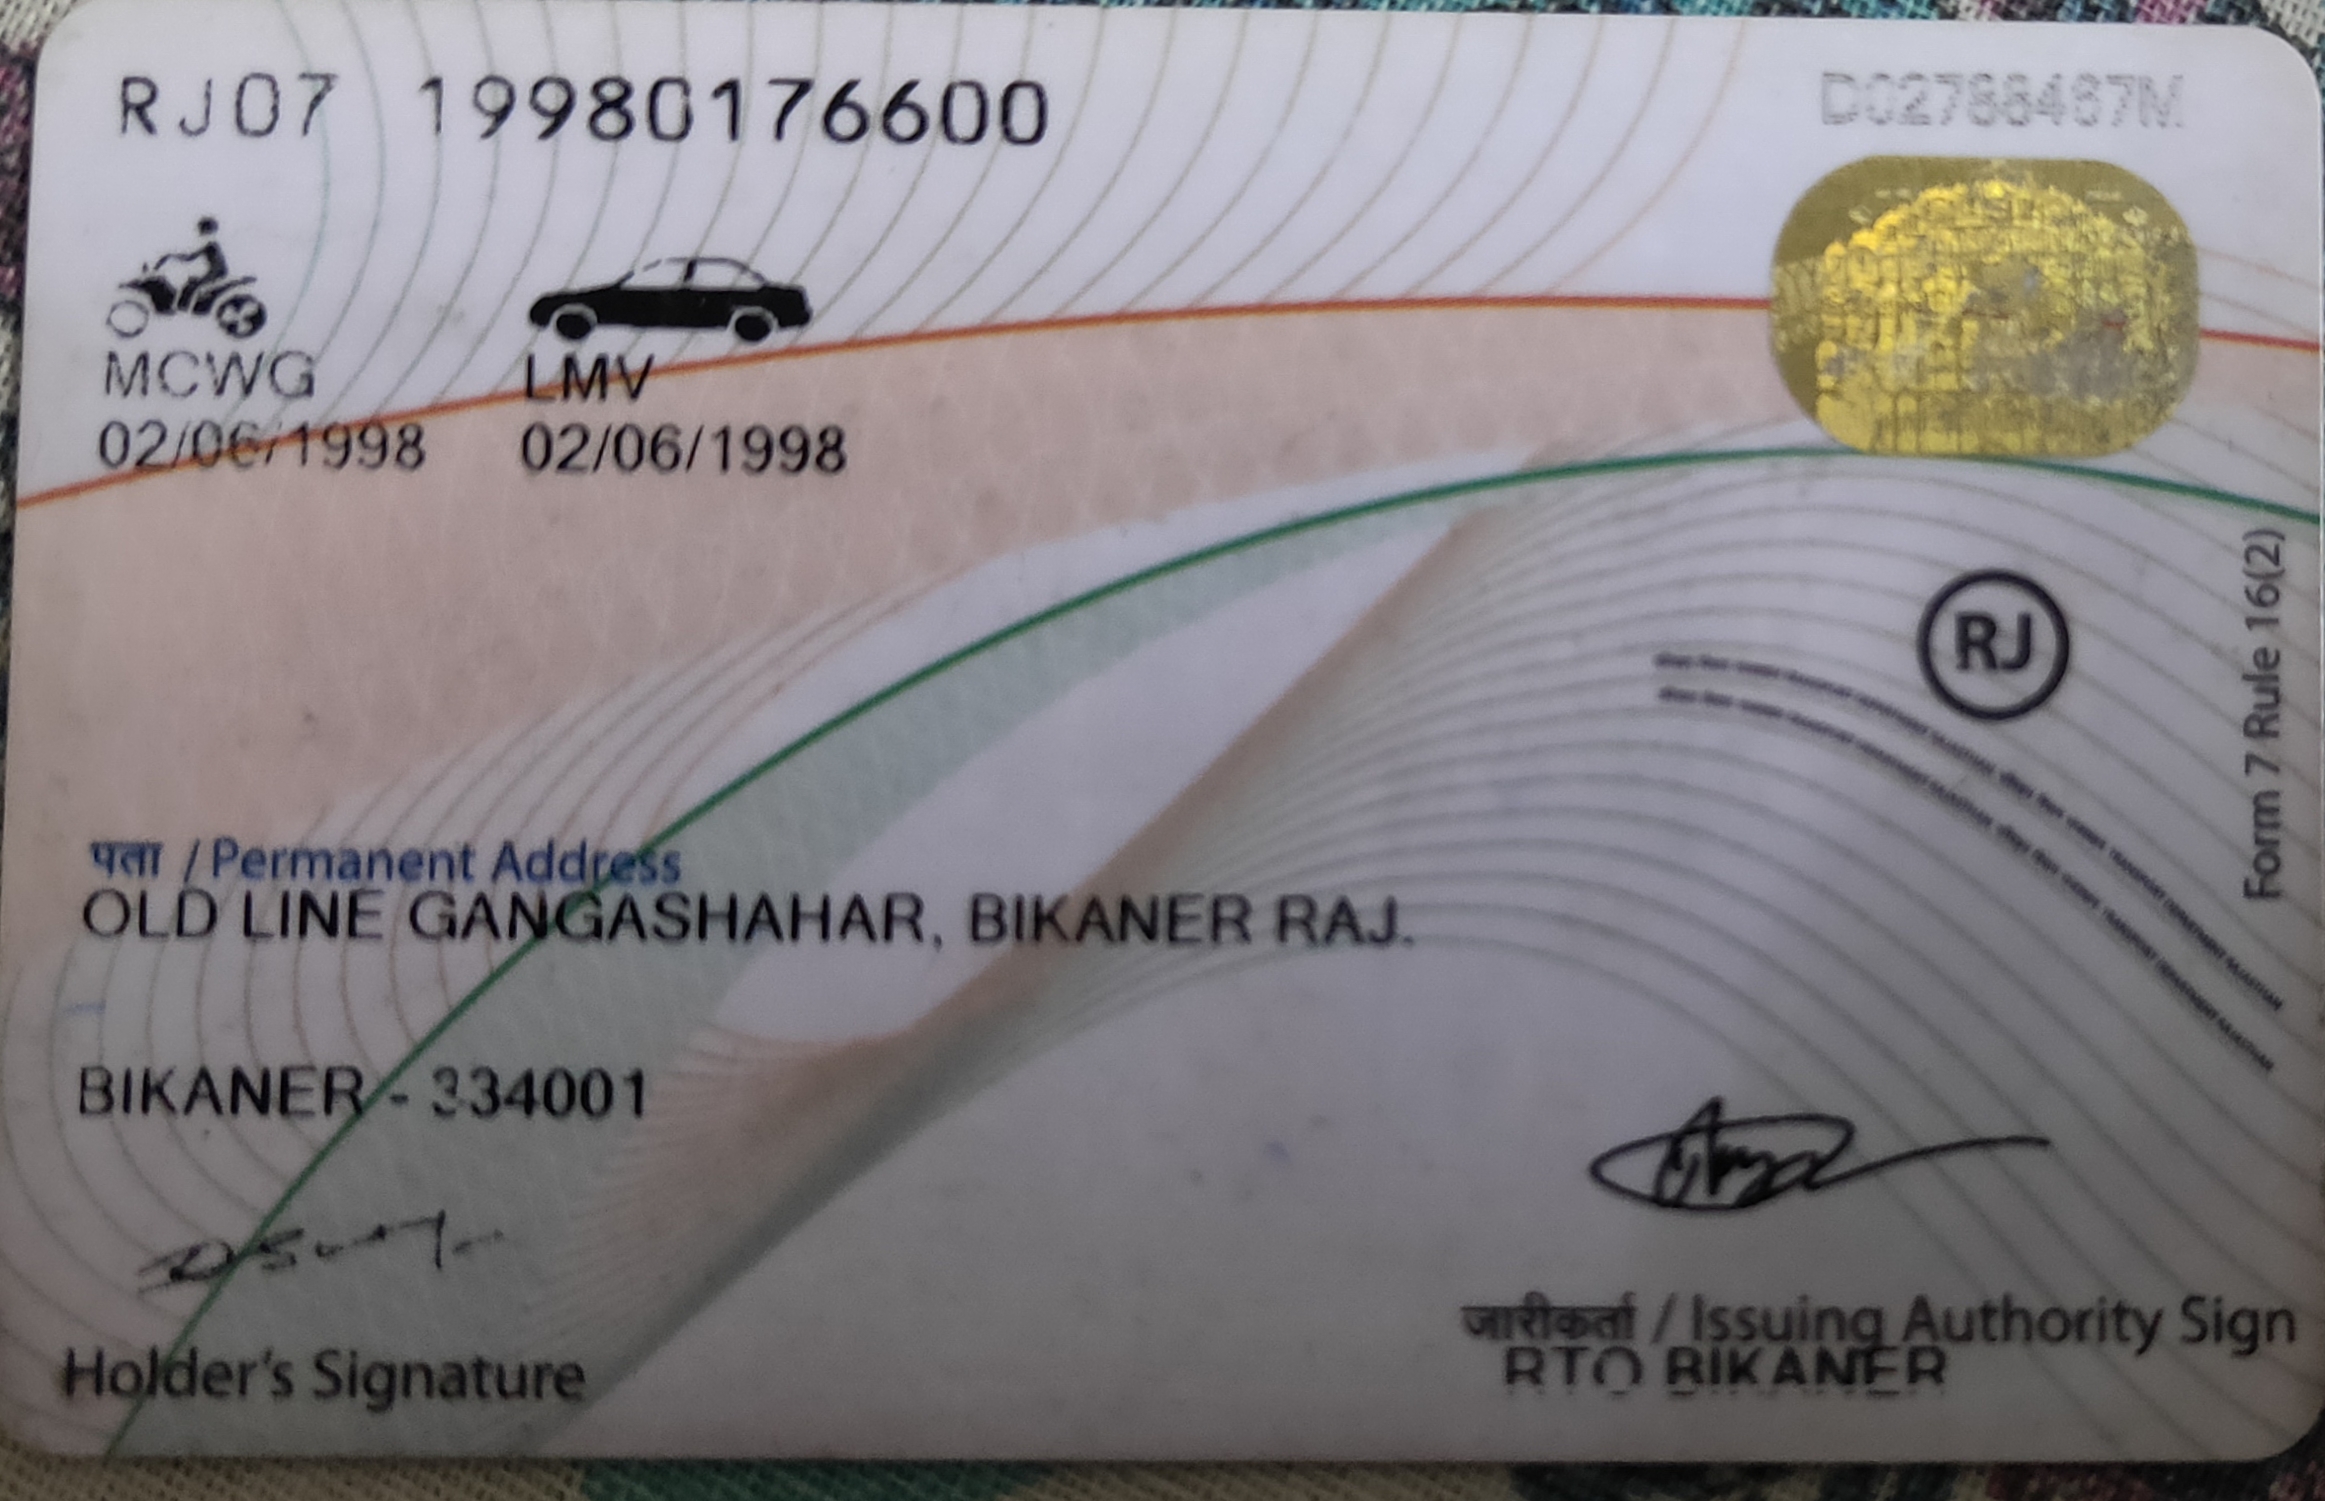 RJ07 19980176600
D02788467M
MCWG
02/06/1998
LMV
02/06/1998
RJ
Form 7 Rule 16(2)
पता / Permanent Address
OLD LINE GANGASHAHAR, BIKANER RAJ.
BIKANER - 334001
Holder's Signature
जारीकर्ता / Issuing Authority Sign
RTO BIKANER